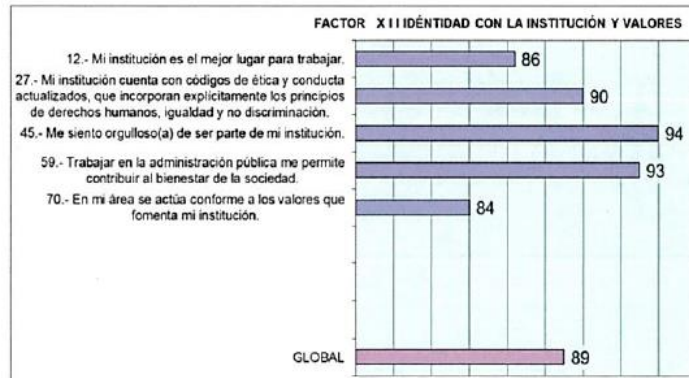 FACTOR X I I IDÉNTIDAD CON LA INSTITUCIÓN Y VALORES
12.- Mi institución es el mejor lugar para trabajar.
86
27.- Mi institución cuenta con códigos de ética y conducta
actualizados, que incorporan explícitamente los principios
de derechos humanos, igualdad y no discriminación.
90
45.- Me siento orgulloso(a) de ser parte de mi institución.
94
59.- Trabajar en la administración pública me permite
contribuir al bienestar de la sociedad.
93
70.- En mi área se actúa conforme a los valores que
fomenta mi institución.
84
GLOBAL
89